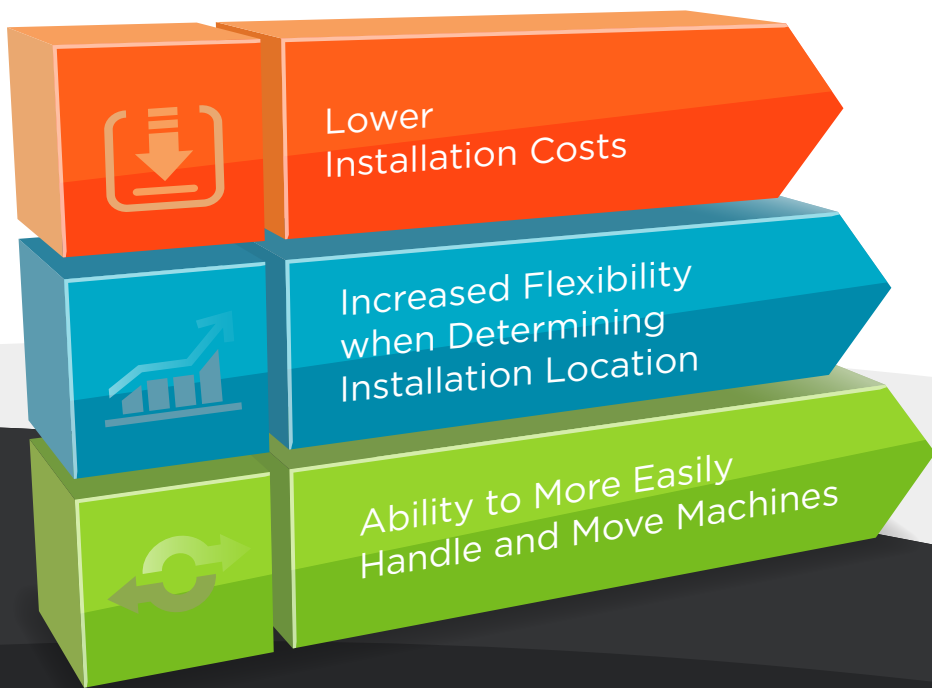 Lower
Installation Costs
Increased Flexibility
when Determining
Installation Location
Ability to More Easily
Handle and Move Machines